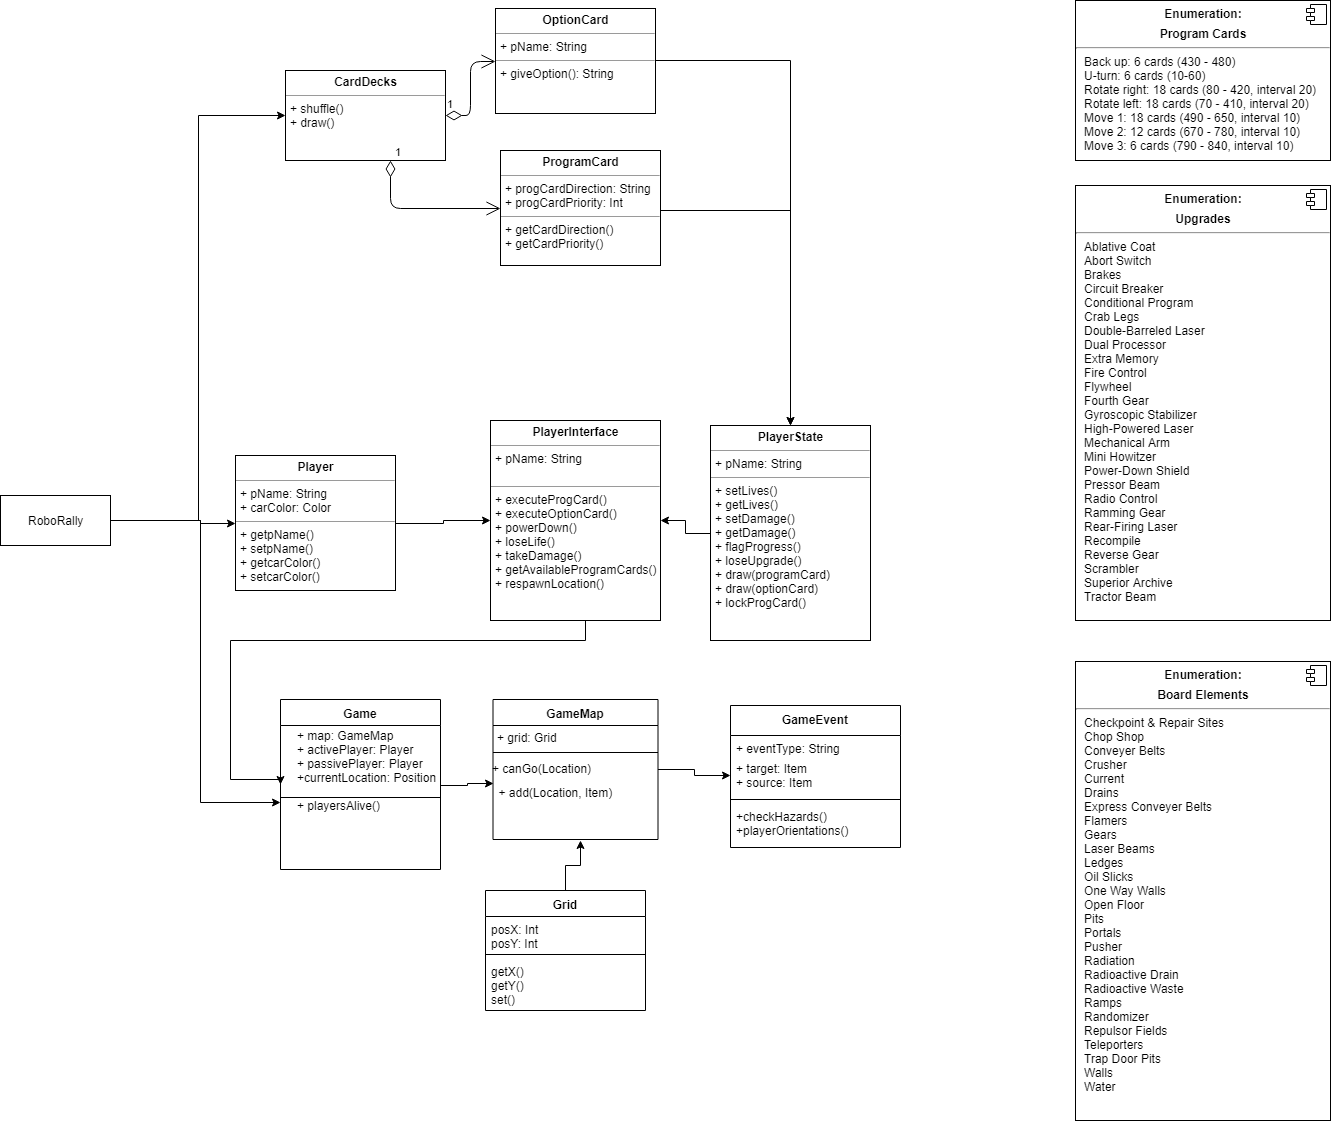 OptionCard
+ pName: String
+ giveOption(): String
CardDecks
+ shuffle()
+ draw()
1
1
ProgramCard
+ progCardDirection: String
+ progCardPriority: Int
+ getCardDirection()
+ getCardPriority()
RoboRally
Player
+ pName: String
+ carColor: Color
+ getpName()
+ setpName()
+ getcarColor()
+ setcarColor()
PlayerInterface
+ pName: String
+ executeProgCard()
+ executeOptionCard()
+ powerDown()
+ loseLife()
+ takeDamage()
+ getAvailableProgramCards()
+ respawnLocation()
PlayerState
+ pName: String
+ setLives()
+ getLives()
+ setDamage()
+ getDamage()
+ flagProgress()
+ loseUpgrade()
+ draw(programCard)
+ draw(optionCard)
+ lockProgCard()
Game
+ map: GameMap
+ activePlayer: Player
+ passivePlayer: Player
+currentLocation: Position
+ playersAlive()
GameMap
+ grid: Grid
+ canGo(Location)
+ add(Location, Item)
GameEvent
+ eventType: String
+ target: Item
+ source: Item
+checkHazards()
+playerOrientations()
Grid
posX: Int
posY: Int
getX()
getY()
set()
Enumeration:
Program Cards
Back up: 6 cards (430 - 480)
U-turn: 6 cards (10-60)
Rotate right: 18 cards (80 - 420, interval 20)
Rotate left: 18 cards (70 - 410, interval 20)
Move 1: 18 cards (490 - 650, interval 10)
Move 2: 12 cards (670 - 780, interval 10)
Move 3: 6 cards (790 - 840, interval 10)
Enumeration:
Upgrades
Ablative Coat
Abort Switch
Brakes
Circuit Breaker
Conditional Program
Crab Legs
Double-Barreled Laser
Dual Processor
Extra Memory
Fire Control
Flywheel
Fourth Gear
Gyroscopic Stabilizer
High-Powered Laser
Mechanical Arm
Mini Howitzer
Power-Down Shield
Pressor Beam
Radio Control
Ramming Gear
Rear-Firing Laser
Recompile
Reverse Gear
Scrambler
Superior Archive
Tractor Beam
Enumeration:
Board Elements
Checkpoint & Repair Sites
Chop Shop
Conveyer Belts
Crusher
Current
Drains
Express Conveyer Belts
Flamers
Gears
Laser Beams
Ledges
Oil Slicks
One Way Walls
Open Floor
Pits
Portals
Pusher
Radiation
Radioactive Drain
Radioactive Waste
Ramps
Randomizer
Repulsor Fields
Teleporters
Trap Door Pits
Walls
Water